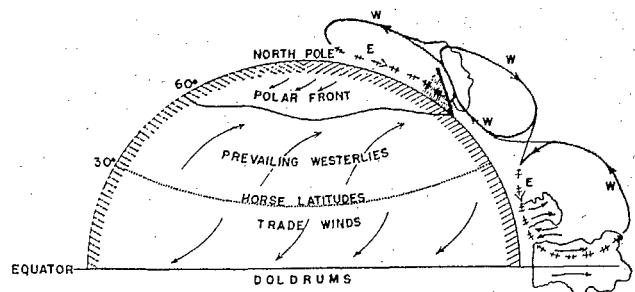 W
E
W
NORTH POLE
60°
POLAR FRONT
W
30°
PREVAILING WESTERLIES
E
W
HORSE LATITUDES
TRADE WINDS
EQUATOR
DOLDRUMS